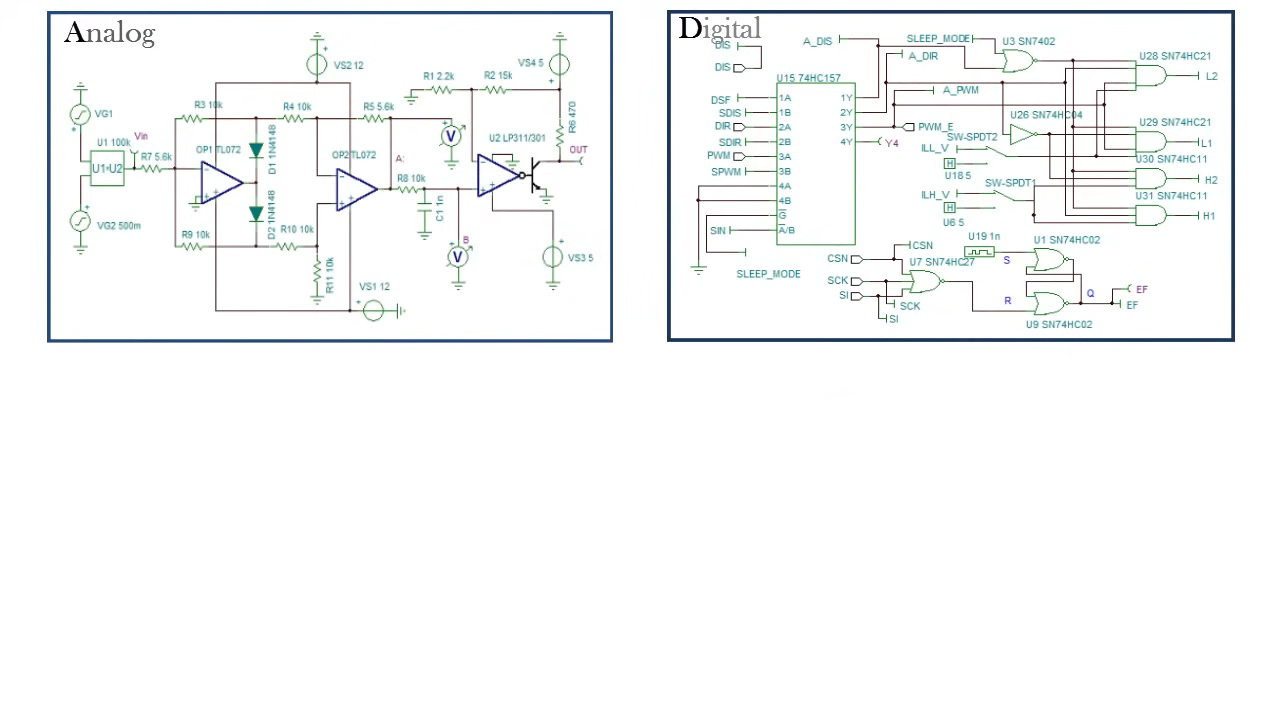 Analog
VS2 12
VS4 5
R1 2.2k
R2 15k
VG1
R3 10k
R4 10k
R5 5.6k
R6 470
Vin
U1 100k
R7 5.6k
OP1 TL072
D1 1N4148
OP2 TL072
A:
V
U2 LP311/301
OUT
U1*U2
R8 10k
C1 1n
VG2 500m
D2 1N4148
R9 10k
R10 10k
R11 10k
B
V
VS3 5
VS1 12
Digital
DIS
DIS
A_DIS
SLEEP_MODE
U3 SN7402
A_DIR
U28 SN74HC21
L2
U15 74HC157
A_PWM
DSF
1A
1Y
SDIS
1B
2Y
U26 SN74HC04
DIR
2A
3Y
PWM_E
U29 SN74HC21
SDIR
2B
4Y
Y4
SW-SPDT2
ILL_V
L1
PWM
3A
H
U30 SN74HC11
SPWM
3B
U18 5
H2
4A
SW-SPDT1
4B
ILH_V
U31 SN74HC11
G
H
H1
SIN
A/B
U6 5
U19 1n
U1 SN74HC02
CSN
CSN
U7 SN74HC27
S
SLEEP_MODE
SCK
SI
SCK
SI
R
Q
EF
EF
U9 SN74HC02